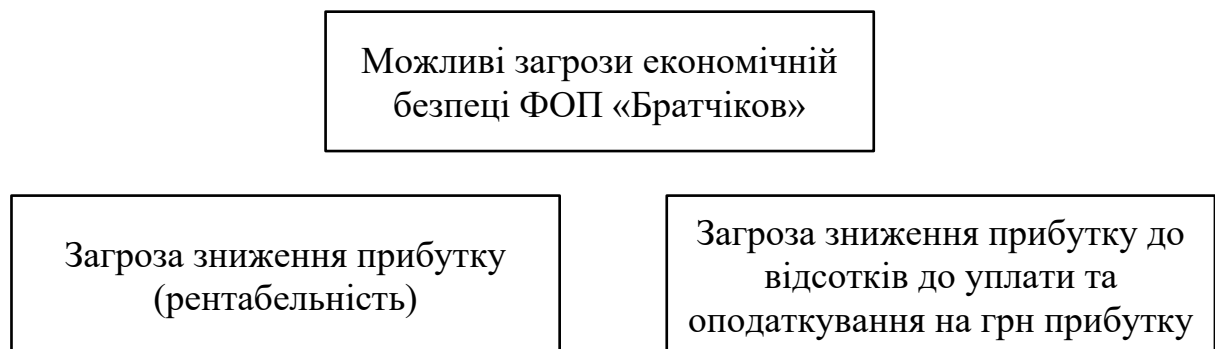 Можливі загрози економічній
безпеці ФОП «Братчіков»
Загроза зниження прибутку
(рентабельність)
Загроза зниження прибутку до
відсотків до уплати та
оподаткування на грн прибутку